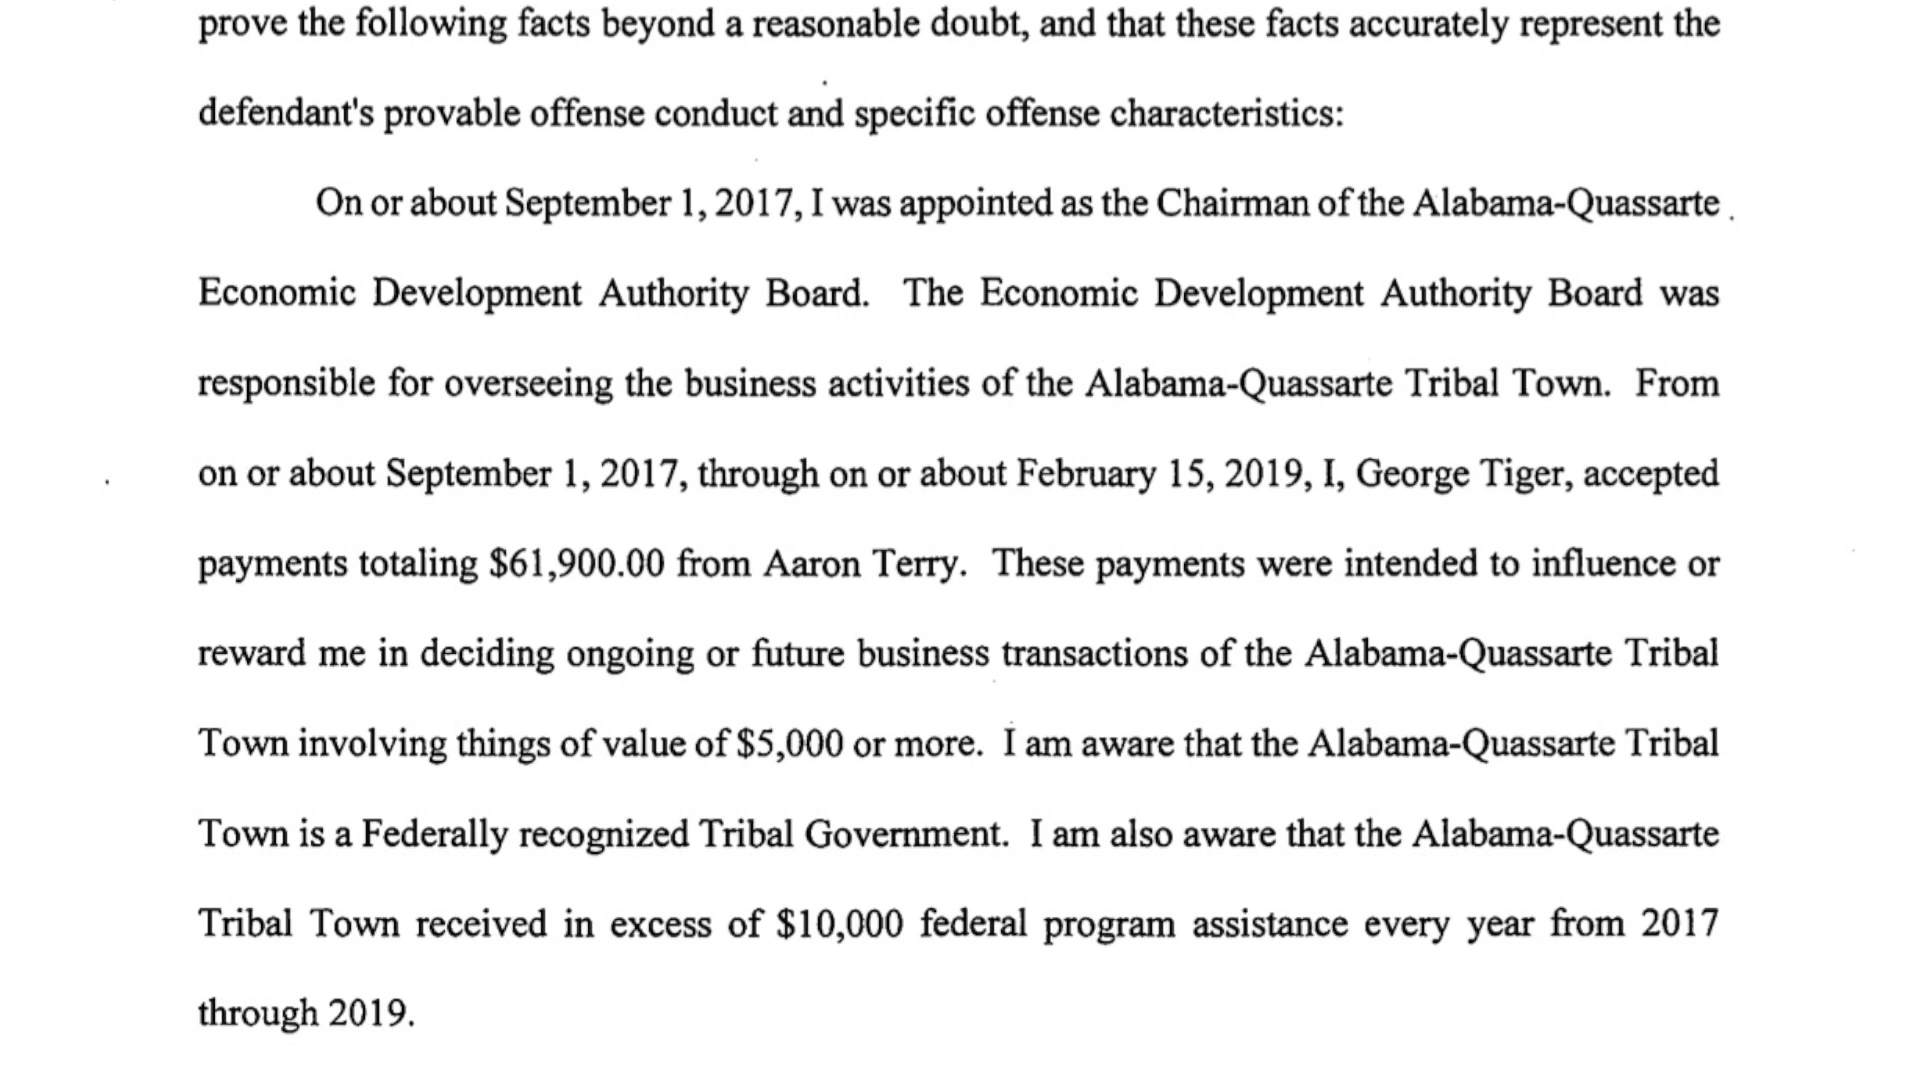 prove the following facts beyond a reasonable doubt, and that these facts accurately represent the
defendant's provable offense conduct and specific offense characteristics:
On or about September 1, 2017, I was appointed as the Chairman of the Alabama-Quassarte
Economic Development Authority Board. The Economic Development Authority Board was
responsible for overseeing the business activities of the Alabama-Quassarte Tribal Town. From
on or about September 1, 2017, through on or about February 15, 2019, I, George Tiger, accepted
payments totaling $61,900.00 from Aaron Terry. These payments were intended to influence or
reward me in deciding ongoing or future business transactions of the Alabama-Quassarte Tribal
Town involving things of value of $5,000 or more. I am aware that the Alabama-Quassarte Tribal
Town is a Federally recognized Tribal Government. I am also aware that the Alabama-Quassarte
Tribal Town received in excess of $10,000 federal program assistance every year from 2017
through 2019.